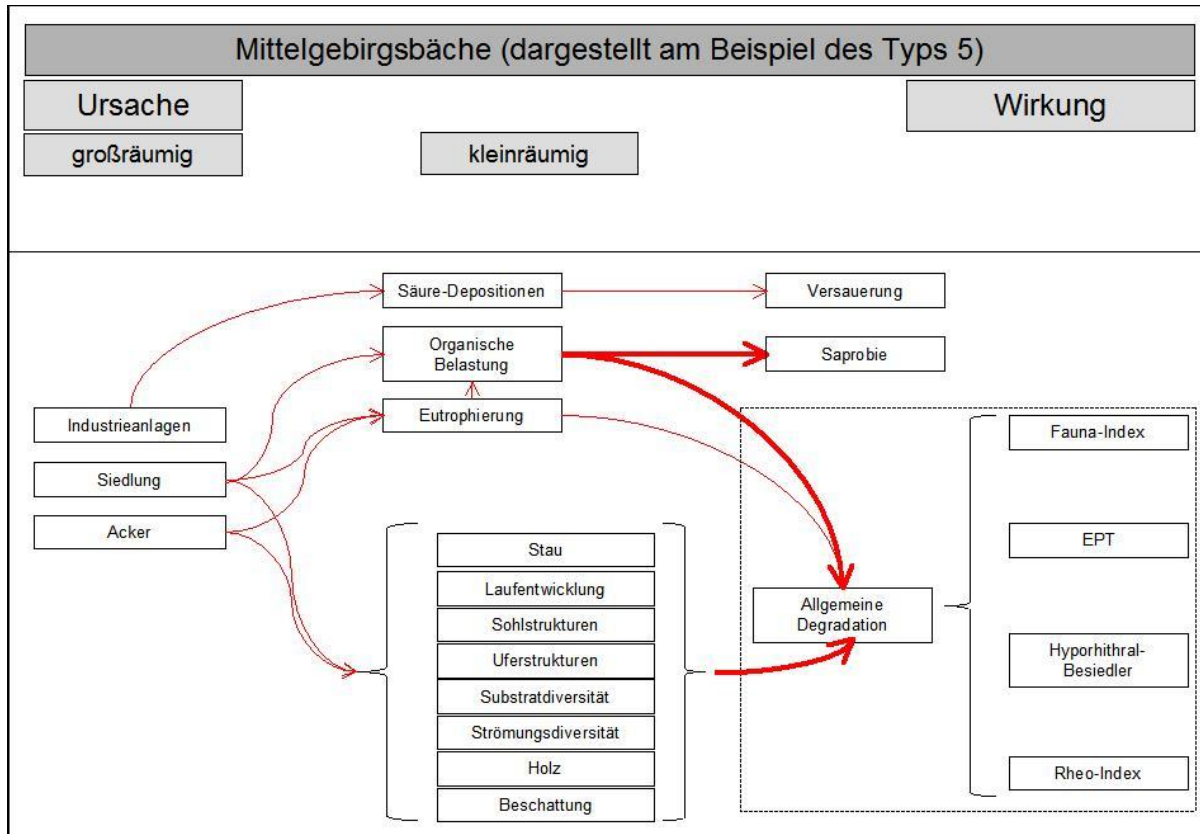 Mittelgebirgsbäche (dargestellt am Beispiel des Typs 5)
Ursache
Wirkung
großräumig
kleinräumig
Säure-Depositionen
Versauerung
Organische
Belastung
Saprobie
Eutrophierung
Industrieanlagen
Siedlung
Acker
Stau
Laufentwicklung
Sohlstrukturen
Uferstrukturen
Substratdiversität
Strömungsdiversität
Holz
Beschattung
Allgemeine
Degradation
Fauna-Index
EPT
Hyporhithral-
Besiedler
Rheo-Index